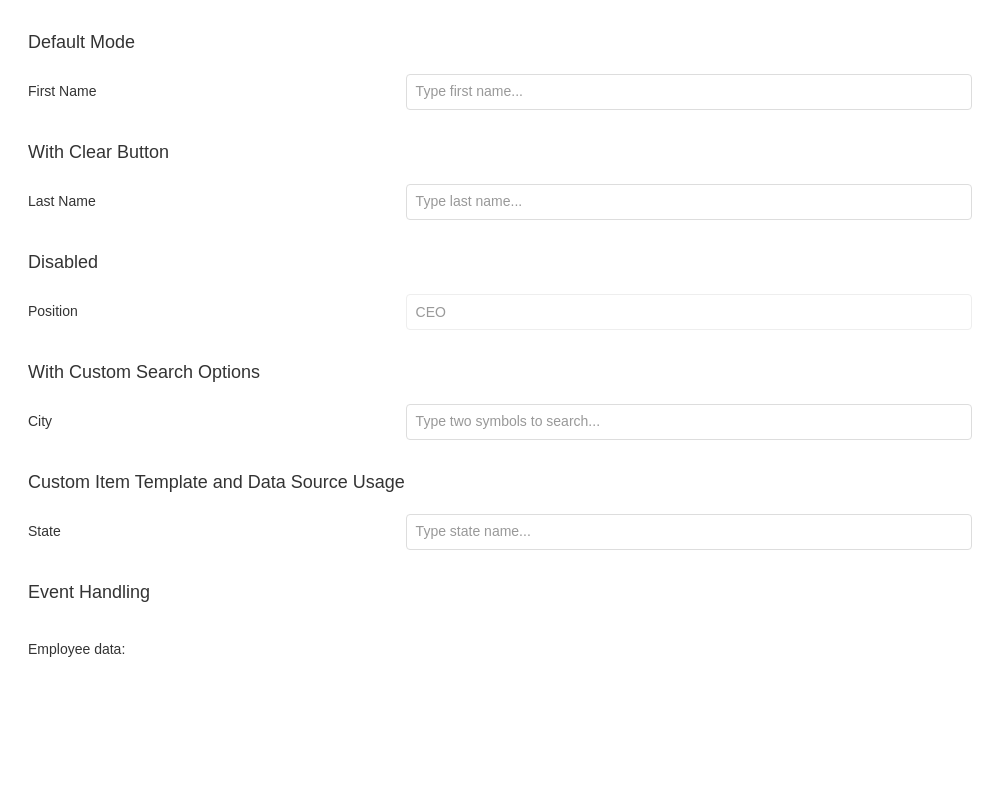 Default Mode
First Name
Type first name...
With Clear Button
Last Name
Type last name...
Disabled
Position
CEO
With Custom Search Options
City
Type two symbols to search...
Custom Item Template and Data Source Usage
State
Type state name...
Event Handling
Employee data: